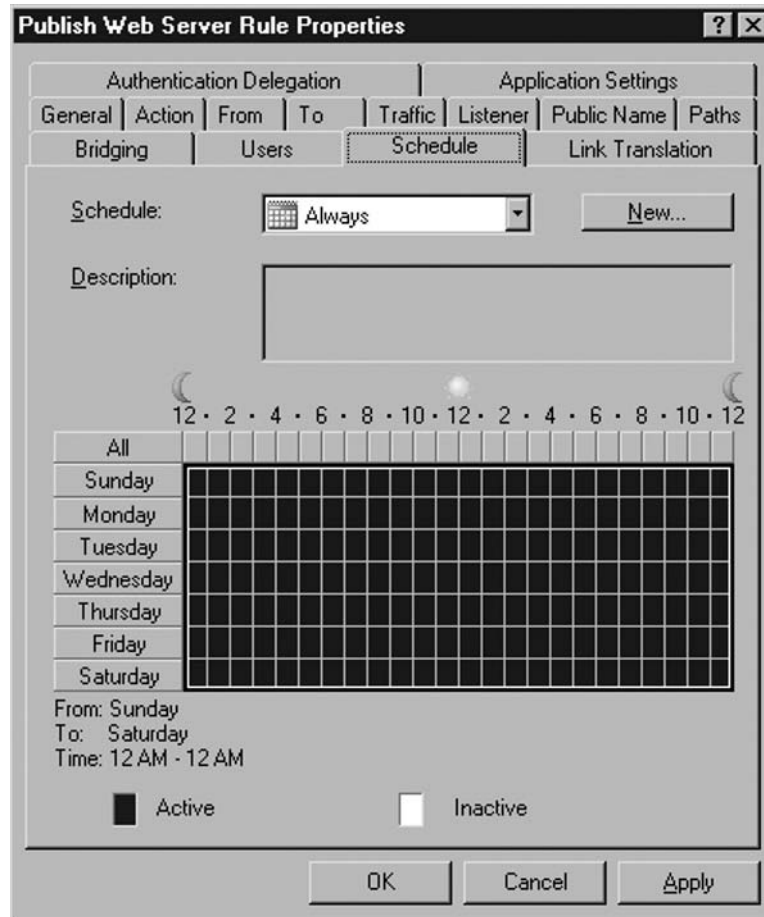 Publish Web Server Rule Properties
? X
Authentication Delegation Application Settings
General Action From To Traffic Listener Public Name Paths
Bridging Users Schedule Link Translation
Schedule: Always New...
Description:
12 · 2 · 4 · 6 · 8 · 10 · 12 · 2 · 4 · 6 · 8 · 10 · 12
All
Sunday
Monday
Tuesday
Wednesday
Thursday
Friday
Saturday
From: Sunday
To: Saturday
Time: 12 AM - 12 AM
Active Inactive
OK Cancel Apply